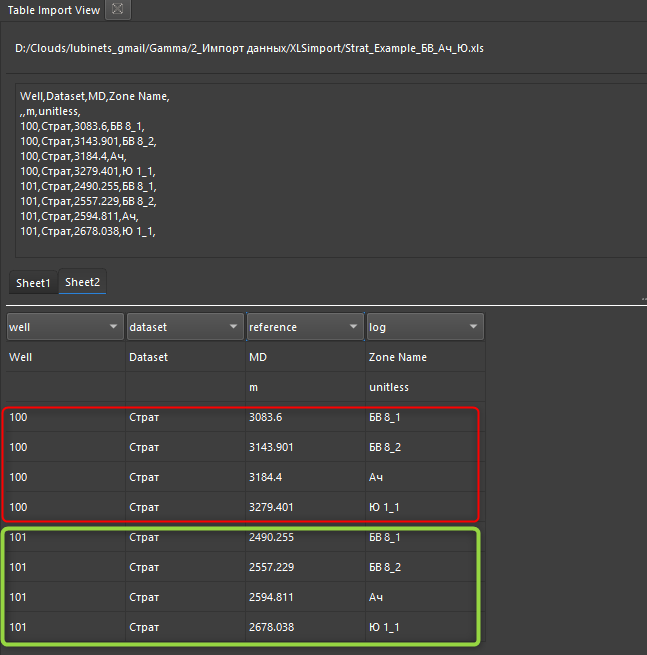 Table Import View
D:/Clouds/lubinets_gmail/Gamma/2_Импорт данных/XLSimport/Strat_Example_БВ_Ач_Ю.xls
Well,Dataset,MD,Zone Name,
,,m,unitless,
100,Страт,3083.6,БВ 8_1,
100,Страт,3143.901,БВ 8_2,
100,Страт,3184.4,Ач,
100,Страт,3279.401,Ю 1_1,
101,Страт,2490.255,БВ 8_1,
101,Страт,2557.229,БВ 8_2,
101,Страт,2594.811,Ач,
101,Страт,2678.038,Ю 1_1,
Sheet1 Sheet2
well dataset reference log
Well Dataset MD Zone Name
m unitless
100 Страт 3083.6 БВ 8_1
100 Страт 3143.901 БВ 8_2
100 Страт 3184.4 Ач
100 Страт 3279.401 Ю 1_1
101 Страт 2490.255 БВ 8_1
101 Страт 2557.229 БВ 8_2
101 Страт 2594.811 Ач
101 Страт 2678.038 Ю 1_1